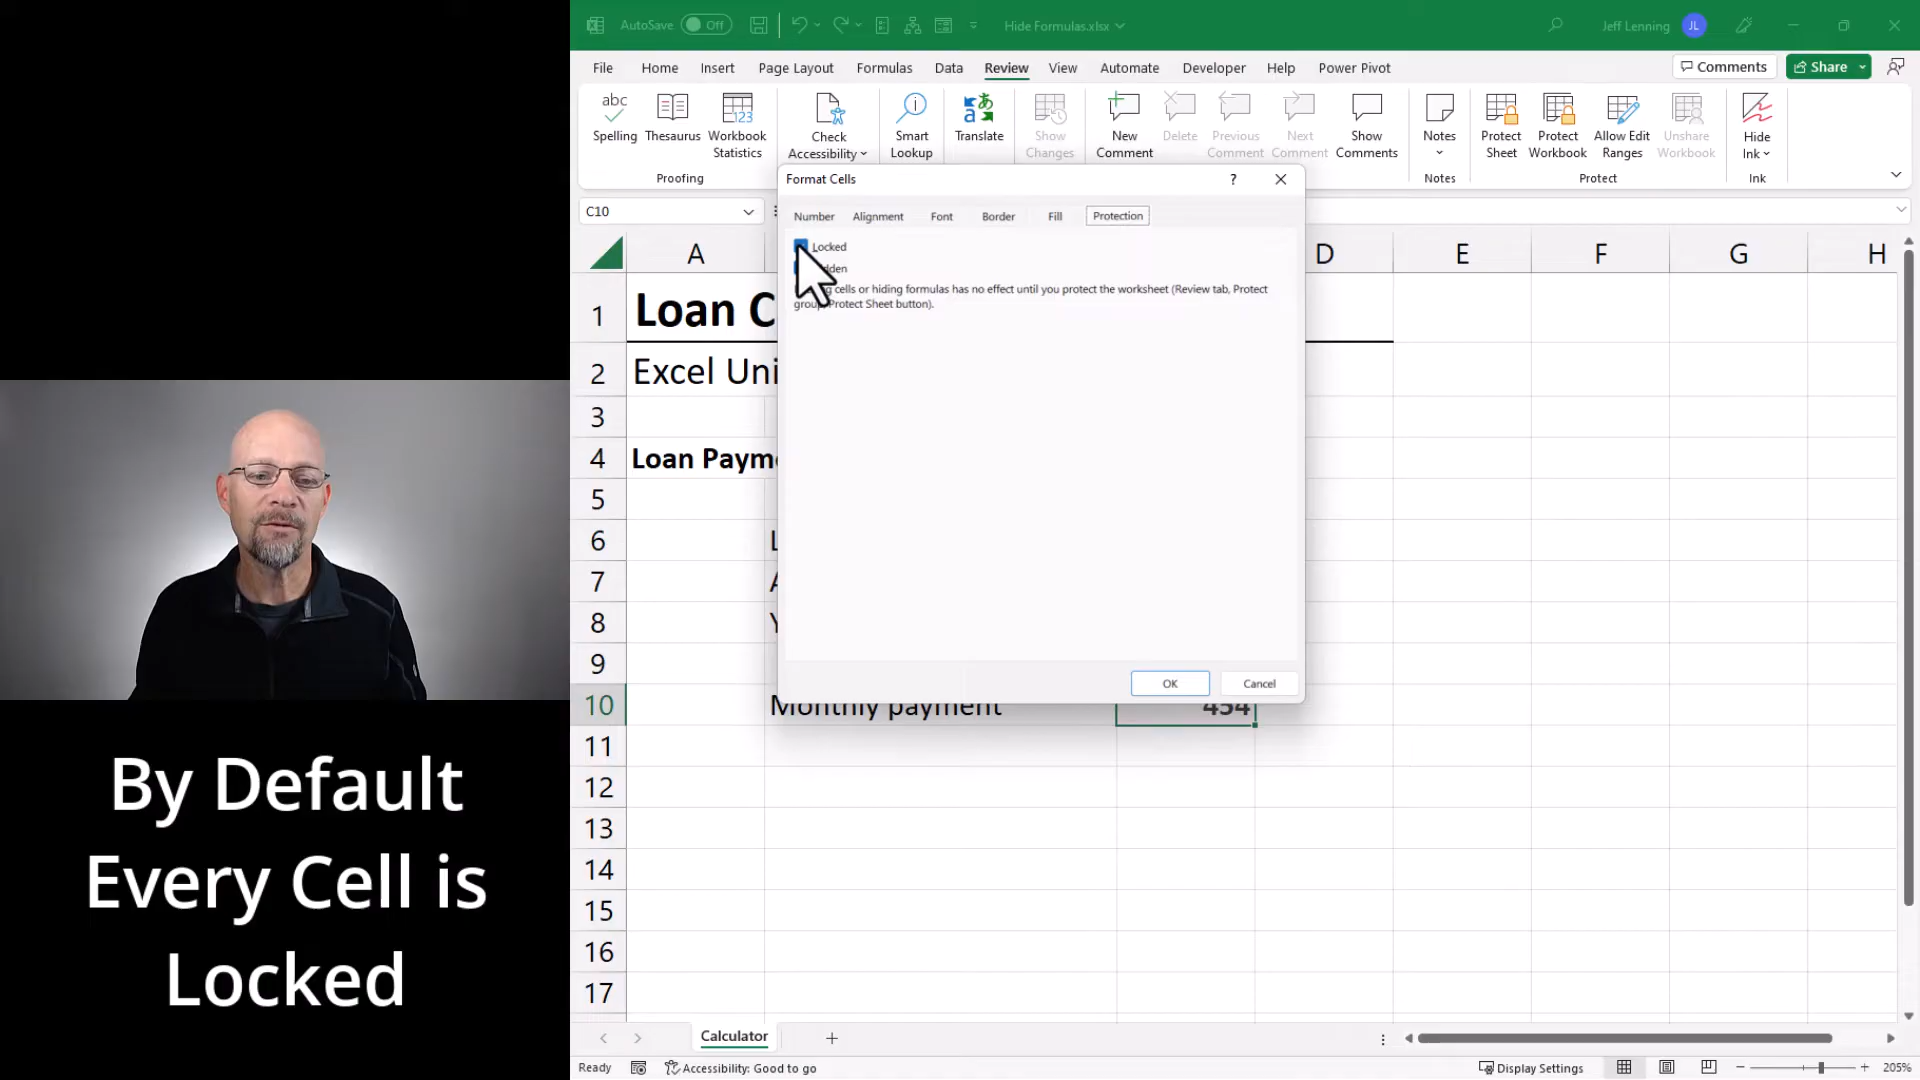 AutoSave Off
Hide Formulas.xlsx
Jeff Lenning JL
File Home Insert Page Layout Formulas Data Review View Automate Developer Help Power Pivot
Comments Share
abc
Spelling
Thesaurus
123
Workbook
Statistics
Check
Accessibility
Smart
Lookup
Translate
Show
Changes
New
Comment
Delete
Previous
Comment
Next
Comment
Show
Comments
Notes
Protect
Sheet
Protect
Workbook
Allow Edit
Ranges
Unshare
Workbook
Hide
Ink
Proofing
Notes
Protect
Ink
C10
Format Cells ?
Number Alignment Font Border Fill Protection
Locked
cells or hiding formulas has no effect until you protect the worksheet (Review tab, Protect
group, Protect Sheet button).
OK Cancel
A D E F G H
1 Loan C
2 Excel Uni
3
4 Loan Payme
5
6 L
7 A
8 Y
9
10 Monthly payment 454
11
12
13
14
15
16
17
Calculator
Ready
Accessibility: Good to go
Display Settings
205%
By Default
Every Cell is
Locked